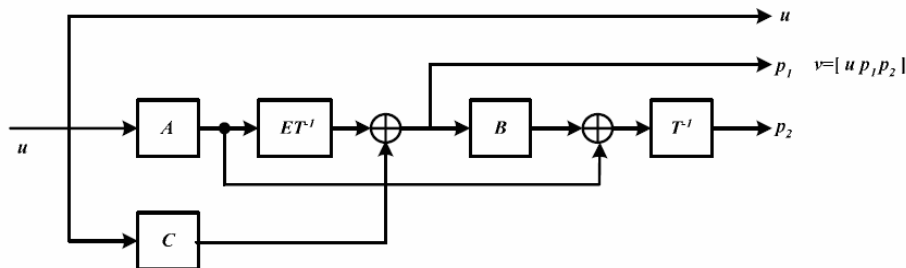 u
p₁ v=[ u p₁ p₂ ]
A ET⁻¹ B T⁻¹ p₂
u
C